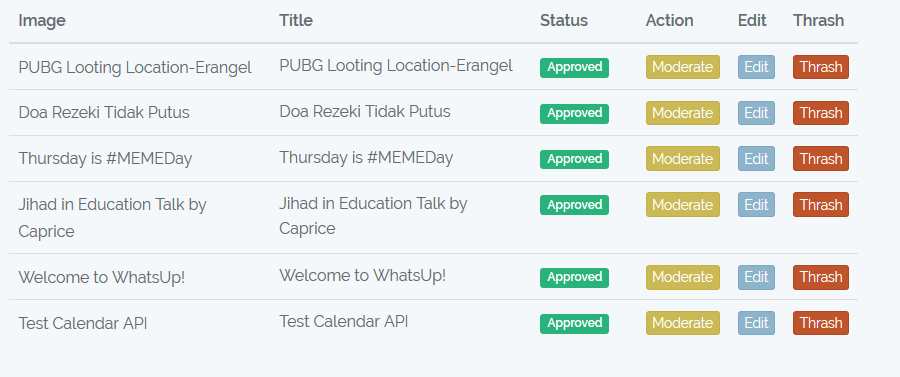 Image Title Status Action Edit Thrash
PUBG Looting Location-Erangel PUBG Looting Location-Erangel Approved Moderate Edit Thrash
Doa Rezeki Tidak Putus Doa Rezeki Tidak Putus Approved Moderate Edit Thrash
Thursday is #MEMEDay Thursday is #MEMEDay Approved Moderate Edit Thrash
Jihad in Education Talk by Jihad in Education Talk by Approved Moderate Edit Thrash
Caprice Caprice
Welcome to WhatsUp! Welcome to WhatsUp! Approved Moderate Edit Thrash
Test Calendar API Test Calendar API Approved Moderate Edit Thrash